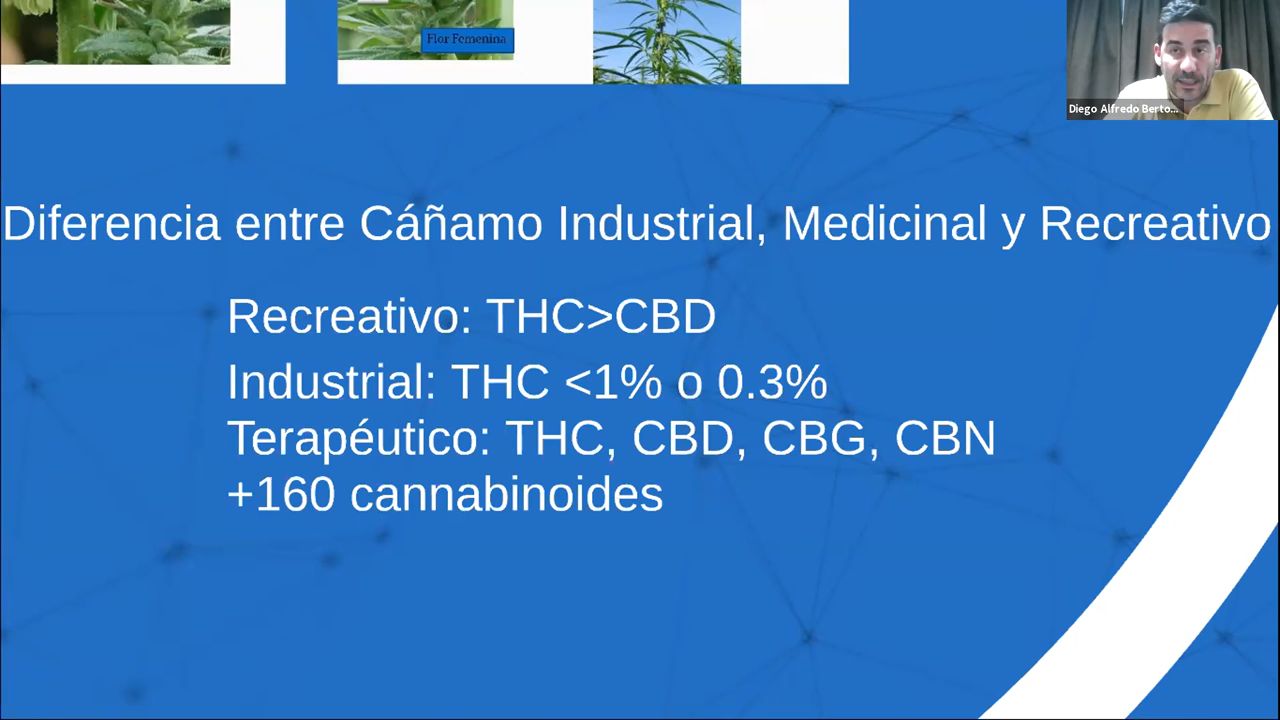 Flor Femenina
Diego Alfredo Berto...
Diferencia entre Cáñamo Industrial, Medicinal y Recreativo
Recreativo: THC>CBD
Industrial: THC <1% o 0.3%
Terapéutico: THC, CBD, CBG, CBN
+160 cannabinoides